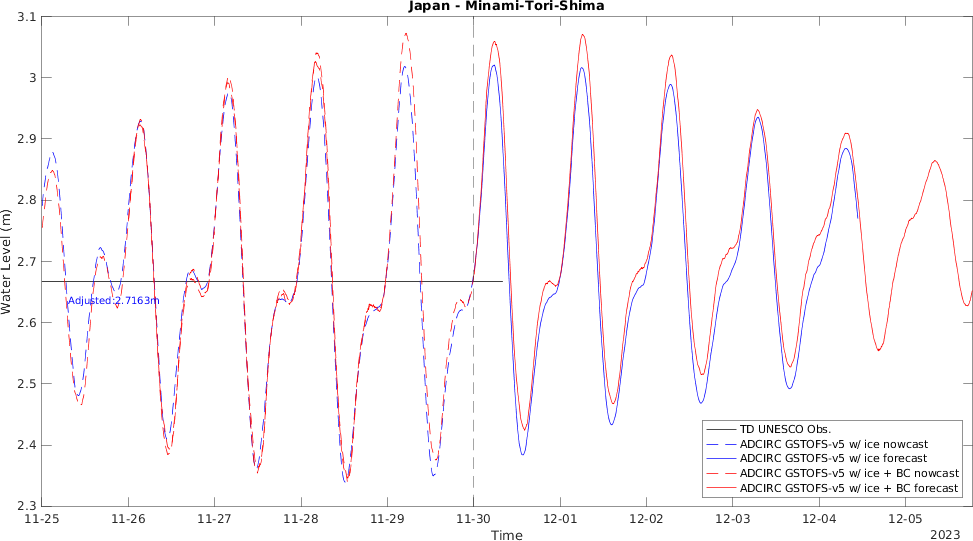 Japan - Minami-Tori-Shima
3.1
3
2.9
2.8
2.7
2.6
2.5
2.4
2.3
Water Level (m)
Adjusted:2.7163m
TD UNESCO Obs.
ADCIRC GSTOFS-v5 w/ ice nowcast
ADCIRC GSTOFS-v5 w/ ice forecast
ADCIRC GSTOFS-v5 w/ ice + BC nowcast
ADCIRC GSTOFS-v5 w/ ice + BC forecast
11-25 11-26 11-27 11-28 11-29 11-30 12-01 12-02 12-03 12-04 12-05
Time
2023